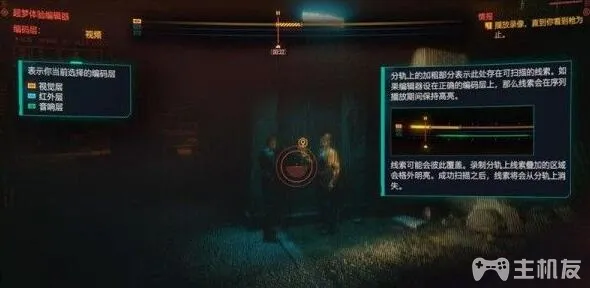 超梦体验编辑器
编码层:
视频
情报
播放录像，直到你看到枪为
止。
00:22
表示你当前选择的编码层
视觉层
红外层
音响层
分轨上的加粗部分表示此处存在可扫描的线索。如
果编辑器设在正确的编码层上，那么线索会在序列
播放期间保持高亮。
线索可能会彼此覆盖。录制分轨上线索叠加的区域
会格外明亮。成功扫描之后，线索将会从分轨上消
失。
主机友